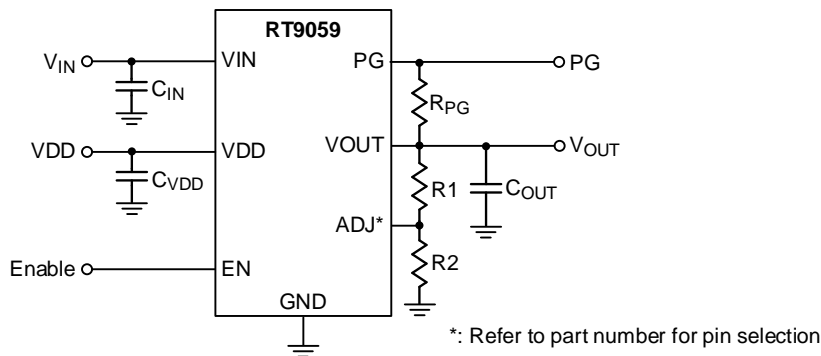 RT9059
V_IN
VIN
PG
PG
C_IN
R_PG
VDD
VDD
VOUT
V_OUT
C_VDD
R1
C_OUT
ADJ*
R2
Enable
EN
GND
*: Refer to part number for pin selection